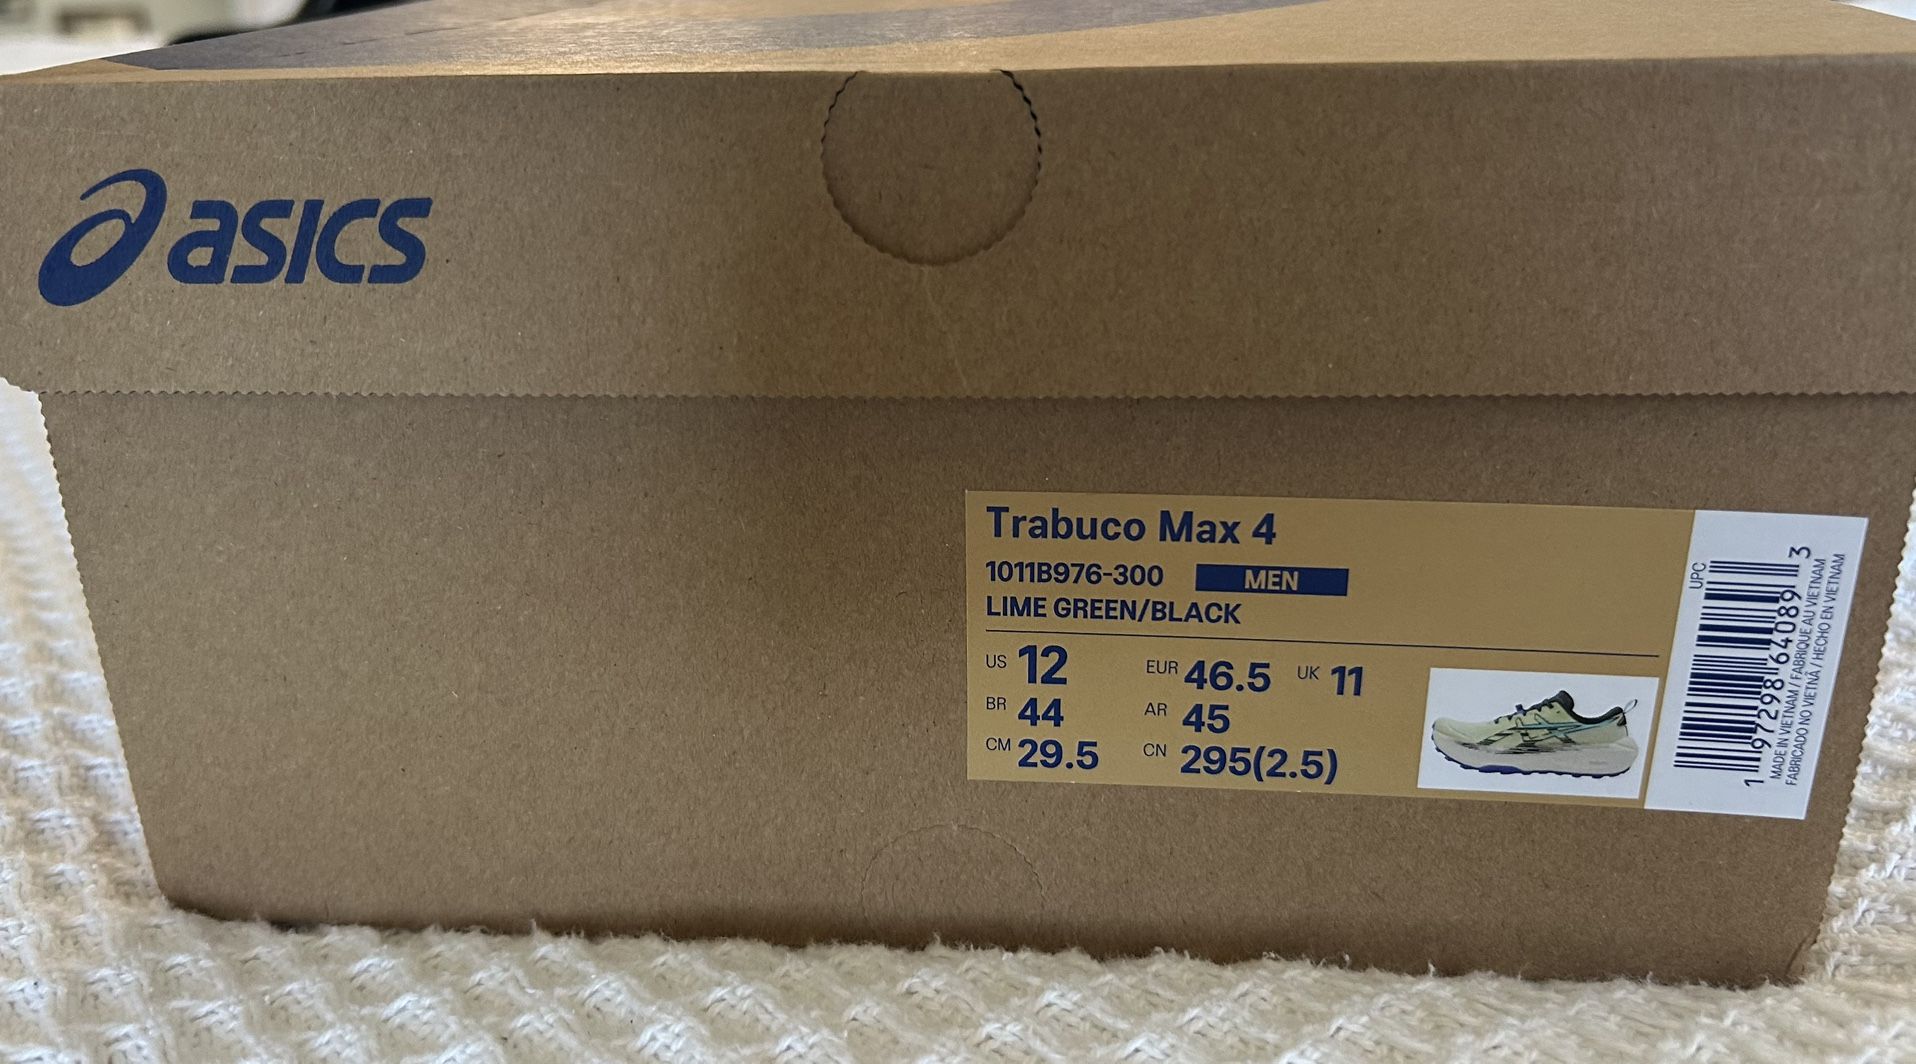 asics
Trabuco Max 4
1011B976-300 MEN
LIME GREEN/BLACK
US 12 EUR 46.5 UK 11
BR 44 AR 45
CM 29.5 CN 295(2.5)
UPC
1 97298 64089 3
MADE IN VIETNAM / FABRIQUE AU VIETNAM
FABRICADO NO VIETNÃ / HECHO EN VIETNAM